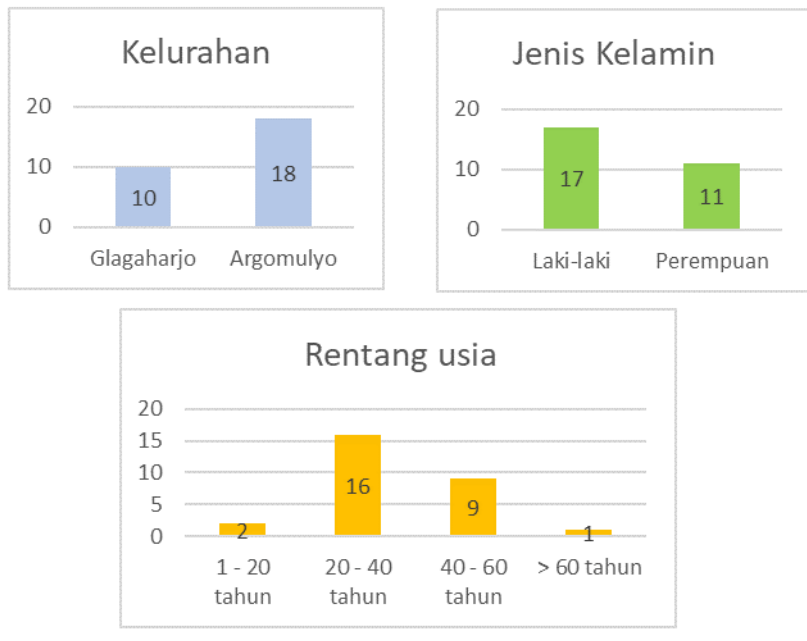 Kelurahan
20
10
0
10
18
Glagaharjo
Argomulyo
Jenis Kelamin
20
10
0
17
11
Laki-laki
Perempuan
Rentang usia
20
15
10
5
0
2
16
9
1
1 - 20
tahun
20 - 40
tahun
40 - 60
tahun
> 60 tahun